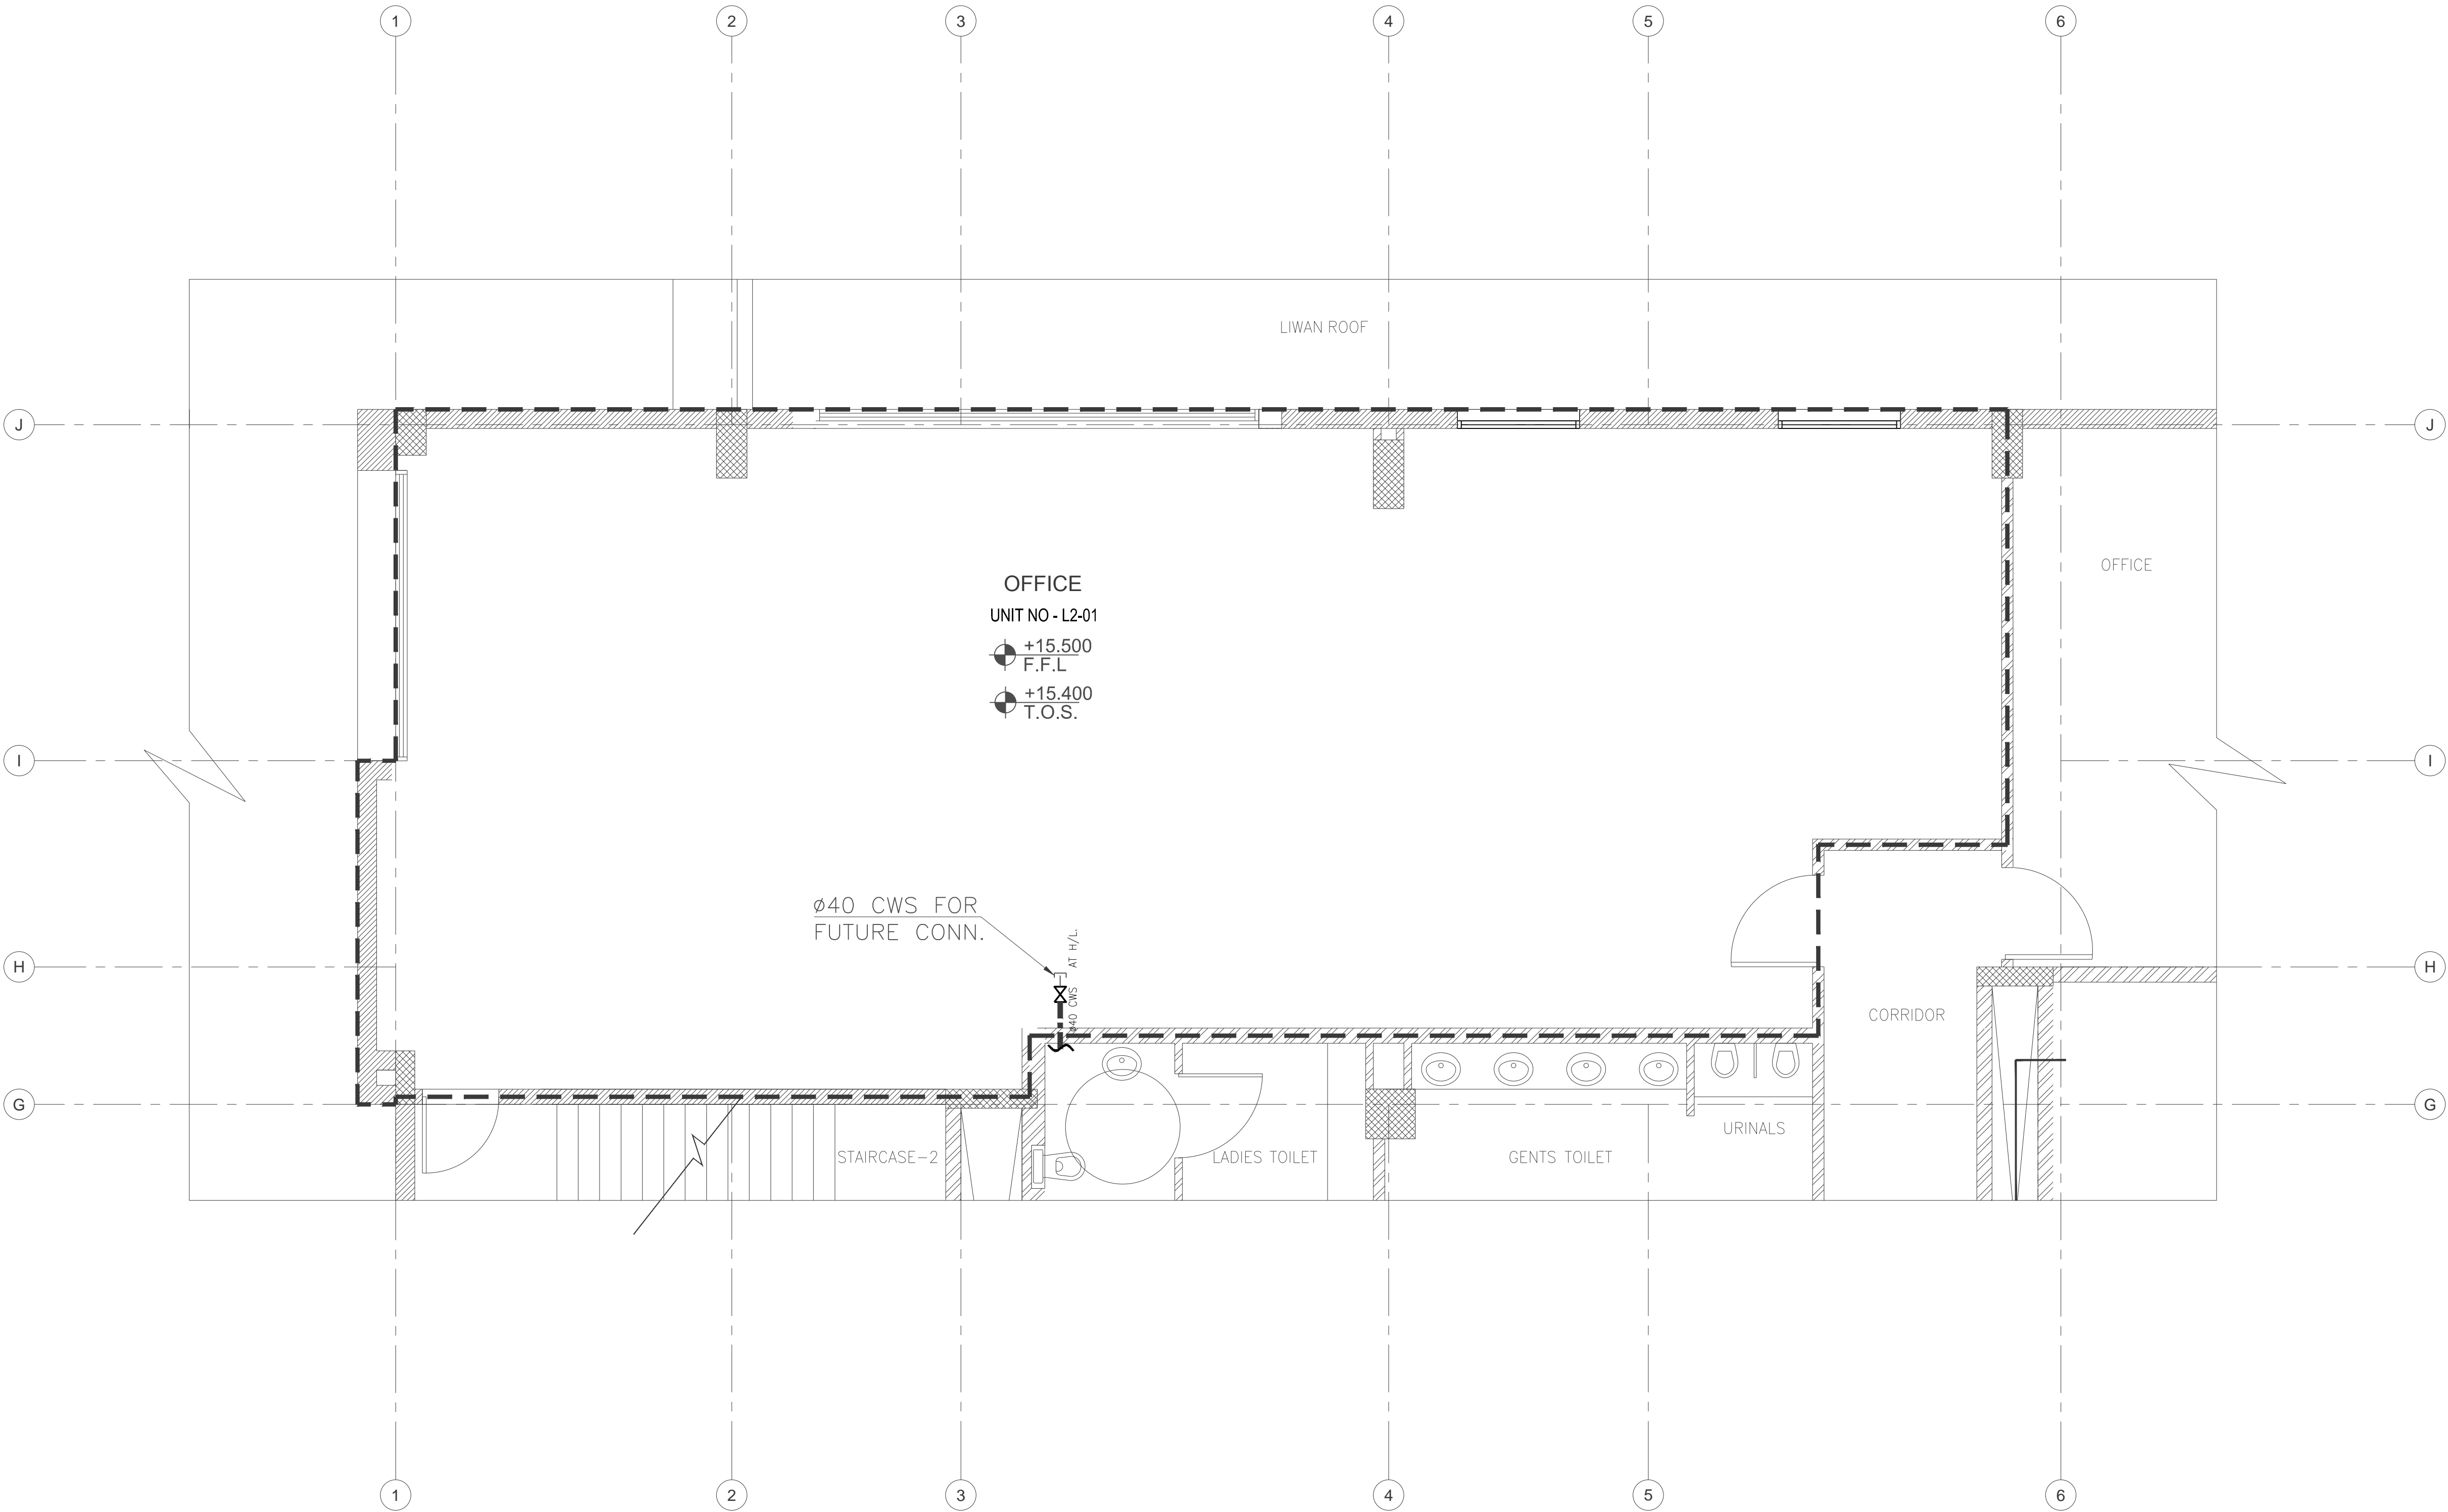 1 2 3 4 5 6
LIWAN ROOF
J J
OFFICE
OFFICE
UNIT NO - L2-01
+15.500
F.F.L
+15.400
T.O.S.
I I
ø40 CWS FOR
FUTURE CONN.
ø40 CWS AT H/L.
H H
CORRIDOR
G G
URINALS
STAIRCASE-2
LADIES TOILET
GENTS TOILET
1 2 3 4 5 6